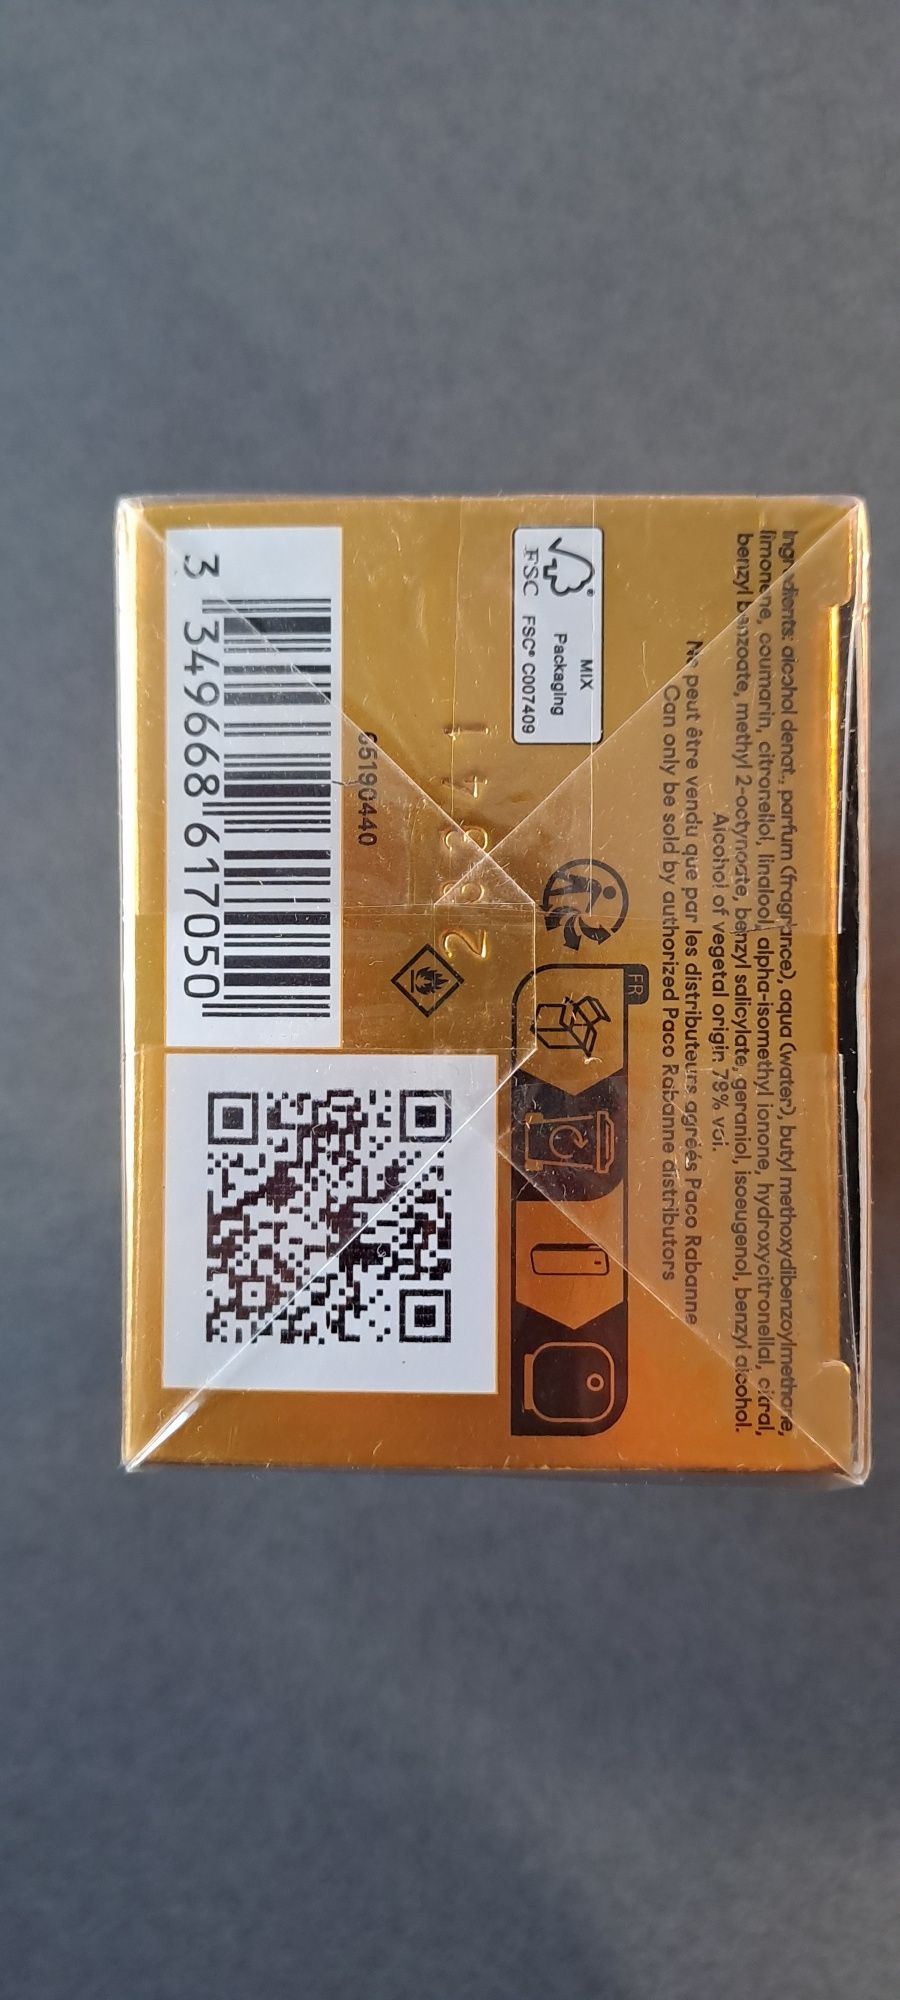 Ingredients: alcohol denat., parfum (fragrance), aqua (water), butyl methoxydibenzoylmethane,
limonene, coumarin, citronellol, linalool, alpha-isomethyl ionone, hydroxycitronellal, citral,
benzyl benzoate, methyl 2-octynoate, benzyl salicylate, geraniol, isoeugenol, benzyl alcohol.
Alcohol of vegetal origin 78% vol.
Ne peut être vendu que par les distributeurs agréés Paco Rabanne
Can only be sold by authorized Paco Rabanne distributors
FR
MIX
Packaging
FSC
FSC® C007409
65190440
3 349668 617050